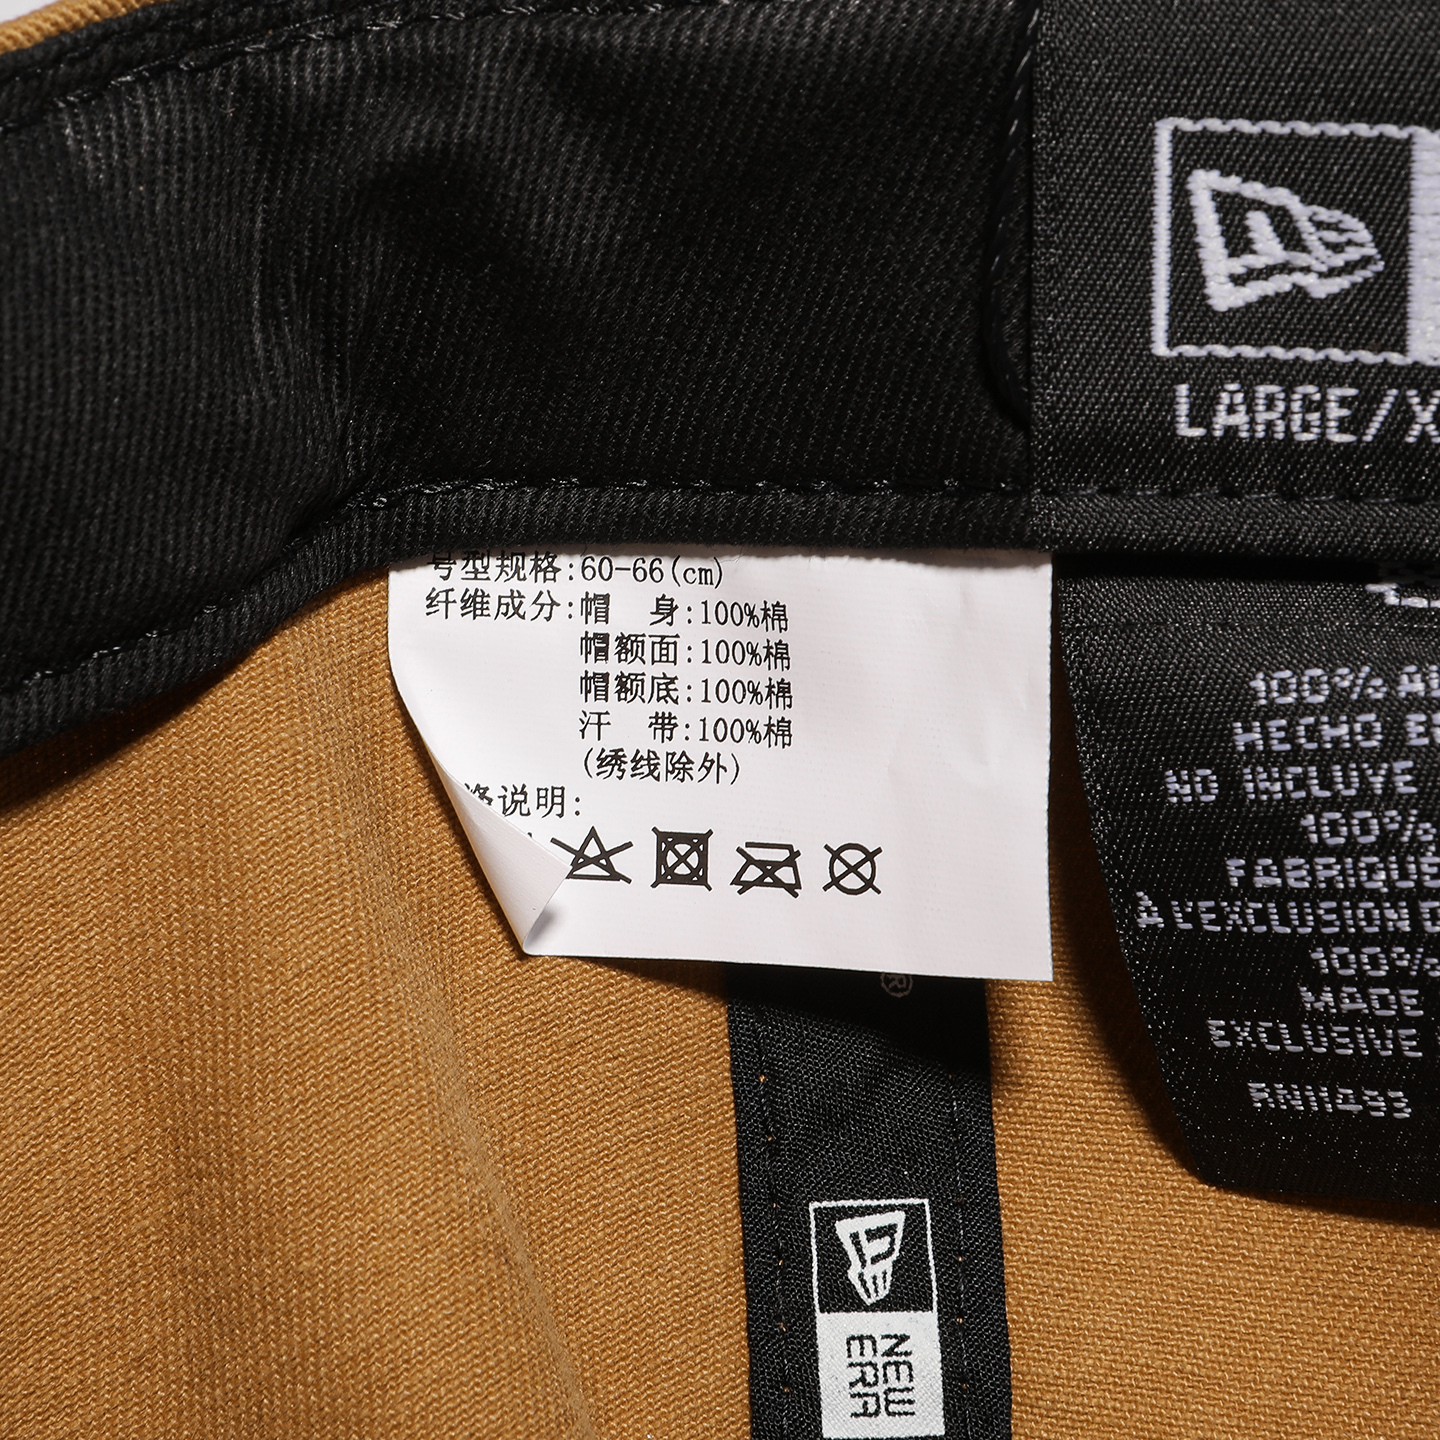 LARGE/X
号型规格:60-66(cm)
纤维成分:帽 身:100%棉
帽额面:100%棉
帽额底:100%棉
汗 带:100%棉
(绣线除外)
说明:
100%
HECHO
NO INCLUYE
100%
FABRIQUÉ
À L'EXCLUSION
100%
MADE
EXCLUSIVE
®
NEW
ERA